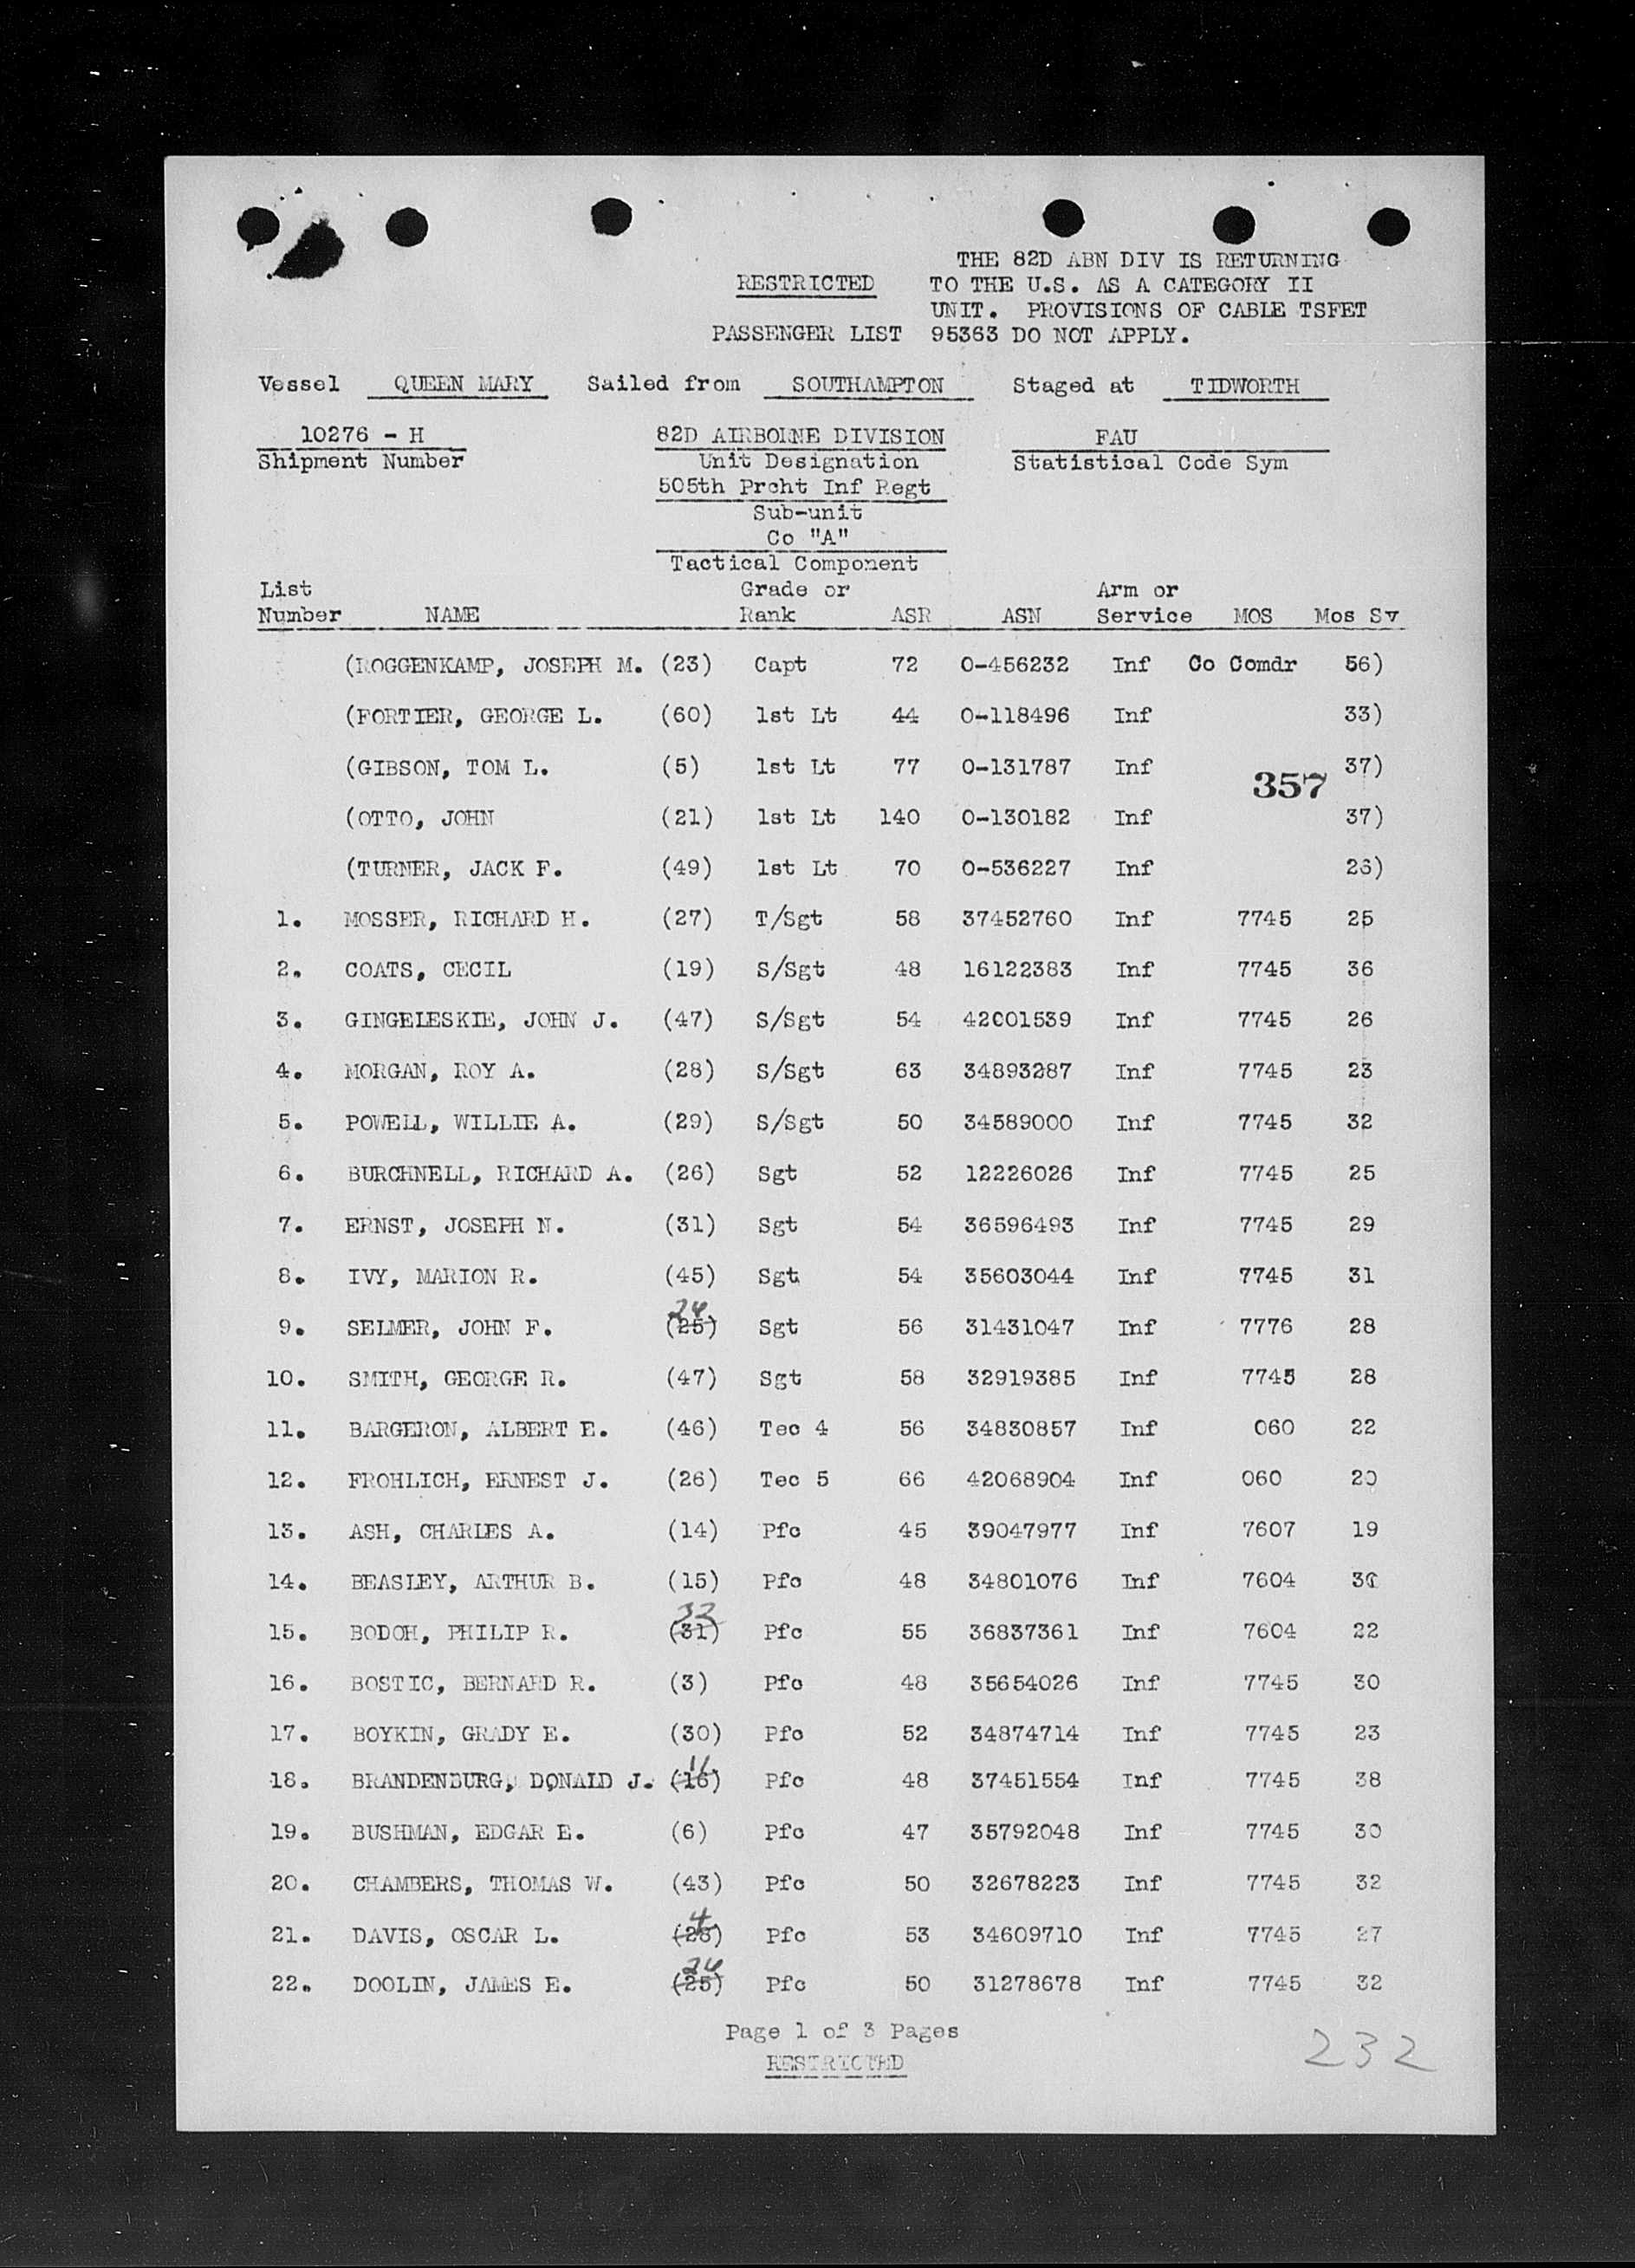 THE 82D ABN DIV IS RETURNING
RESTRICTED TO THE U.S. AS A CATEGORY II
UNIT. PROVISIONS OF CABLE TSFET
PASSENGER LIST 95363 DO NOT APPLY.
Vessel QUEEN MARY Sailed from SOUTHAMPTON Staged at TIDWORTH
10276 - H 82D AIRBORNE DIVISION FAU
Shipment Number Unit Designation Statistical Code Sym
505th Prcht Inf Regt
Sub-unit
Co "A"
Tactical Component
List Grade or Arm or
Number NAME Rank ASR ASN Service MOS Mos Sv
(ROGGENKAMP, JOSEPH M. (23) Capt 72 O-456232 Inf Co Comdr 56)
(FORTIER, GEORGE L. (60) 1st Lt 44 O-118496 Inf 33)
(GIBSON, TOM L. (5) 1st Lt 77 O-131787 Inf 37)
357
(OTTO, JOHN (21) 1st Lt 140 O-130182 Inf 37)
(TURNER, JACK F. (49) 1st Lt 70 O-536227 Inf 26)
1. MOSSER, RICHARD H. (27) T/Sgt 58 37452760 Inf 7745 25
2. COATS, CECIL (19) S/Sgt 48 16122383 Inf 7745 36
3. GINGELESKIE, JOHN J. (47) S/Sgt 54 42001539 Inf 7745 26
4. MORGAN, ROY A. (28) S/Sgt 63 34893287 Inf 7745 23
5. POWELL, WILLIE A. (29) S/Sgt 50 34589000 Inf 7745 32
6. BURCHNELL, RICHARD A. (26) Sgt 52 12226026 Inf 7745 25
7. ERNST, JOSEPH N. (31) Sgt 54 36596493 Inf 7745 29
8. IVY, MARION R. (45) Sgt 54 35603044 Inf 7745 31
24
9. SELMER, JOHN F. (25) Sgt 56 31431047 Inf 7776 28
10. SMITH, GEORGE R. (47) Sgt 58 32919385 Inf 7745 28
11. BARGERON, ALBERT E. (46) Tec 4 56 34830857 Inf 060 22
12. FROHLICH, ERNEST J. (26) Tec 5 66 42068904 Inf 060 20
13. ASH, CHARLES A. (14) Pfc 45 39047977 Inf 7607 19
14. BEASLEY, ARTHUR B. (15) Pfc 48 34801076 Inf 7604
32
15. BODOH, PHILIP R. (31) Pfc 55 36837361 Inf 7604 22
16. BOSTIC, BERNARD R. (3) Pfc 48 35654026 Inf 7745 30
17. BOYKIN, GRADY E. (30) Pfc 52 34874714 Inf 7745 23
11
18. BRANDENBURG, DONALD J. (16) Pfc 48 37451554 Inf 7745 38
19. BUSHMAN, EDGAR E. (6) Pfc 47 35792048 Inf 7745 30
20. CHAMBERS, THOMAS W. (43) Pfc 50 32678223 Inf 7745 32
4
21. DAVIS, OSCAR L. Pfc 53 34609710 Inf 7745 27
24
22. DOOLIN, JAMES E. (25) Pfc 50 31278678 Inf 7745 32
Page 1 of 3 Pages
RESTRICTED
232